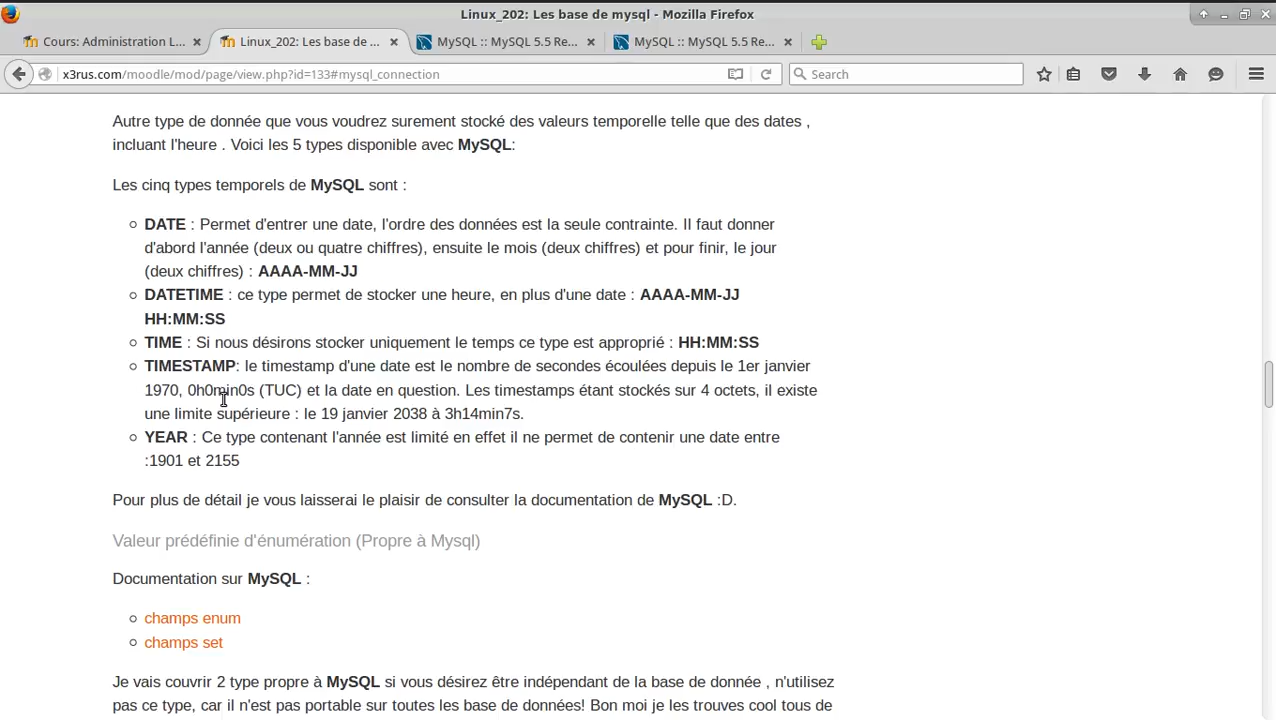 Linux_202: Les base de mysql - Mozilla Firefox
Cours: Administration L...
Linux_202: Les base de ...
MySQL :: MySQL 5.5 Re...
MySQL :: MySQL 5.5 Re...
x3rus.com/moodle/mod/page/view.php?id=133#mysql_connection
Search
Autre type de donnée que vous voudrez surement stocké des valeurs temporelle telle que des dates ,
incluant l'heure . Voici les 5 types disponible avec MySQL:
Les cinq types temporels de MySQL sont :
DATE : Permet d'entrer une date, l'ordre des données est la seule contrainte. Il faut donner
d'abord l'année (deux ou quatre chiffres), ensuite le mois (deux chiffres) et pour finir, le jour
(deux chiffres) : AAAA-MM-JJ
DATETIME : ce type permet de stocker une heure, en plus d'une date : AAAA-MM-JJ
HH:MM:SS
TIME : Si nous désirons stocker uniquement le temps ce type est approprié : HH:MM:SS
TIMESTAMP: le timestamp d'une date est le nombre de secondes écoulées depuis le 1er janvier
1970, 0h0min0s (TUC) et la date en question. Les timestamps étant stockés sur 4 octets, il existe
une limite supérieure : le 19 janvier 2038 à 3h14min7s.
YEAR : Ce type contenant l'année est limité en effet il ne permet de contenir une date entre
:1901 et 2155
Pour plus de détail je vous laisserai le plaisir de consulter la documentation de MySQL :D.
Valeur prédéfinie d'énumération (Propre à Mysql)
Documentation sur MySQL :
champs enum
champs set
Je vais couvrir 2 type propre à MySQL si vous désirez être indépendant de la base de donnée , n'utilisez
pas ce type, car il n'est pas portable sur toutes les base de données! Bon moi je les trouves cool tous de